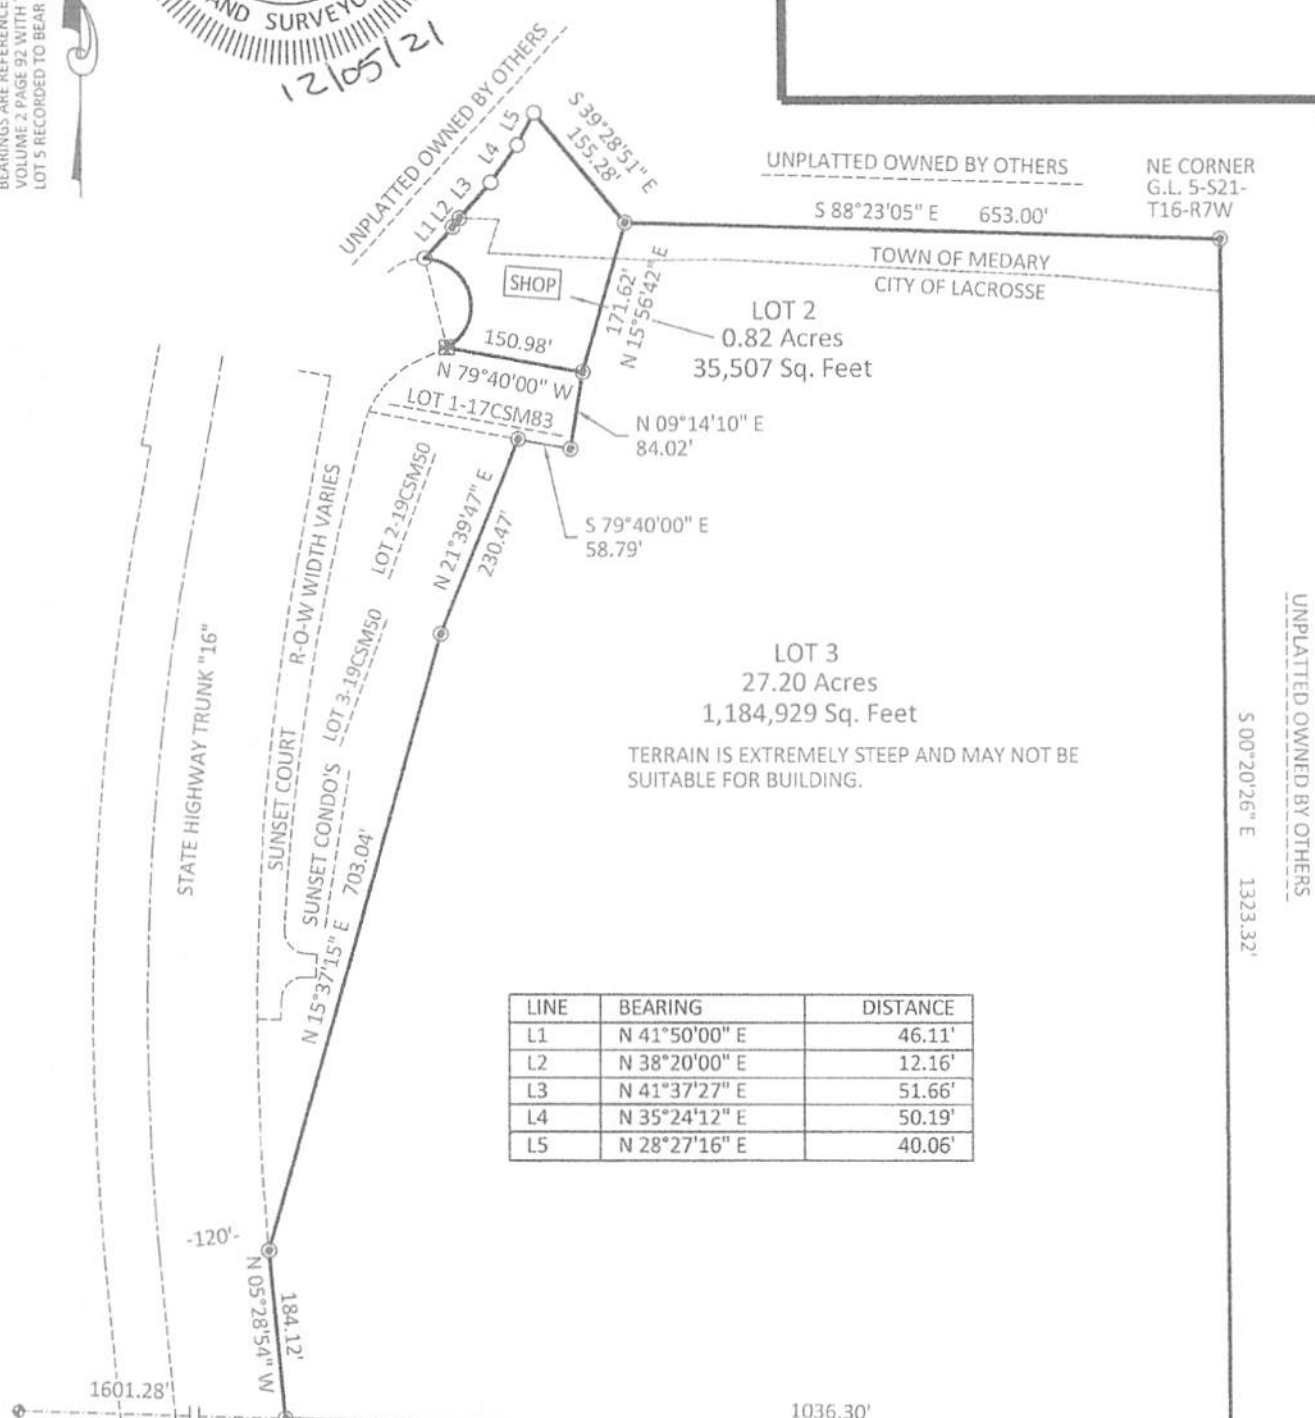 BEARINGS ARE REFERENCE
VOLUME 2 PAGE 92 WITH
LOT 5 RECORDED TO BEAR
AND SURVEYO
12/05/21
UNPLATTED OWNED BY OTHERS
L1 L2 L3 L4 L5
S 39°28'51" E
155.28'
UNPLATTED OWNED BY OTHERS
S 88°23'05" E 653.00'
NE CORNER
G.L. 5-S21-
T16-R7W
TOWN OF MEDARY
CITY OF LACROSSE
SHOP
171.62'
N 15°56'42" E
LOT 2
0.82 Acres
35,507 Sq. Feet
150.98'
N 79°40'00" W
LOT 1-17CSM83
N 09°14'10" E
84.02'
S 79°40'00" E
58.79'
N 21°39'47" E
230.47'
LOT 2-19CSM50
R-O-W WIDTH VARIES
LOT 3-19CSM50
STATE HIGHWAY TRUNK "16"
SUNSET COURT
SUNSET CONDO'S
N 15°37'15" E 703.04'
LOT 3
27.20 Acres
1,184,929 Sq. Feet
TERRAIN IS EXTREMELY STEEP AND MAY NOT BE
SUITABLE FOR BUILDING.
S 00°20'26" E 1323.32'
UNPLATTED OWNED BY OTHERS
LINE BEARING DISTANCE
L1 N 41°50'00" E 46.11'
L2 N 38°20'00" E 12.16'
L3 N 41°37'27" E 51.66'
L4 N 35°24'12" E 50.19'
L5 N 28°27'16" E 40.06'
-120'-
N 05°28'54" W
184.12'
1601.28'
1036.30'